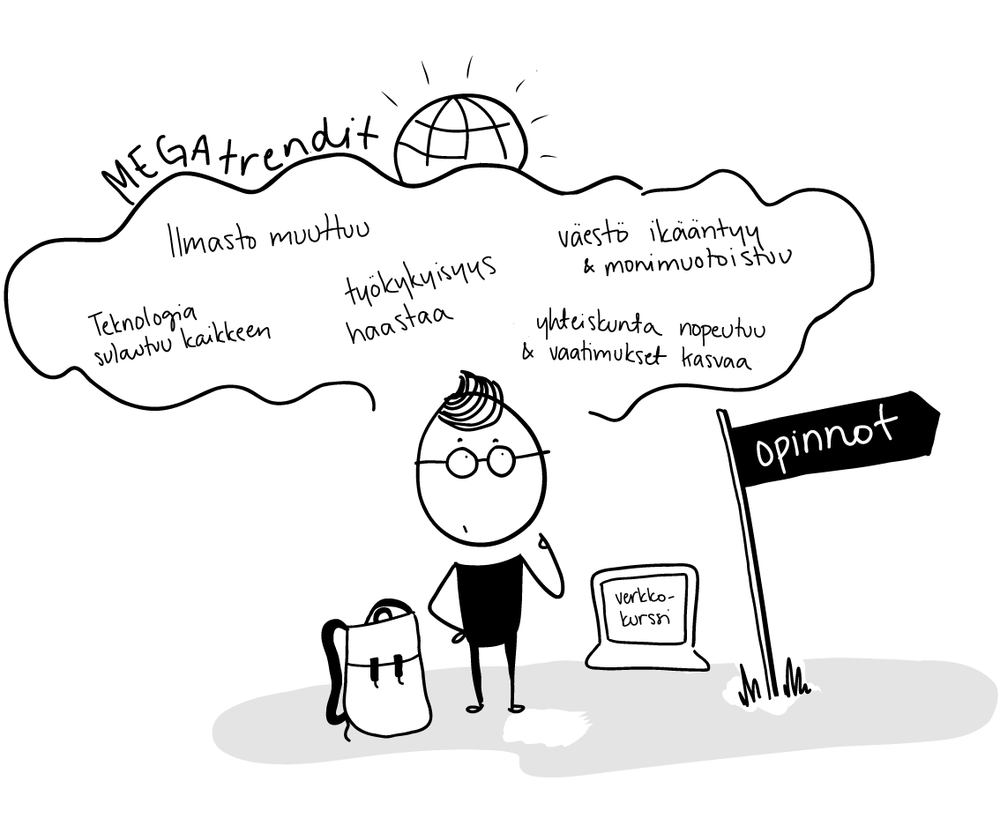 MEGAtrendit
Ilmasto muuttuu
väestö ikääntyy
& monimuotoistuu
työkykyisyys
haastaa
Teknologia
sulautuu kaikkeen
yhteiskunta nopeutuu
& vaatimukset kasvaa
opinnot
verkko-
kurssi